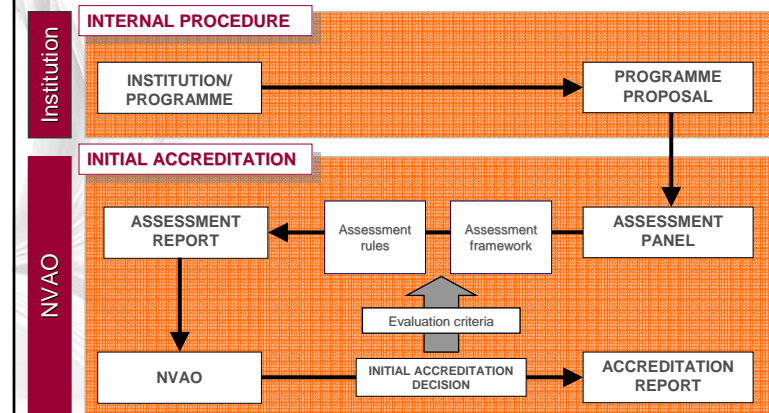 Institution
INTERNAL PROCEDURE
INSTITUTION/
PROGRAMME
PROGRAMME
PROPOSAL
NVAO
INITIAL ACCREDITATION
ASSESSMENT
REPORT
Assessment
rules
Assessment
framework
ASSESSMENT
PANEL
Evaluation criteria
NVAO
INITIAL ACCREDITATION
DECISION
ACCREDITATION
REPORT